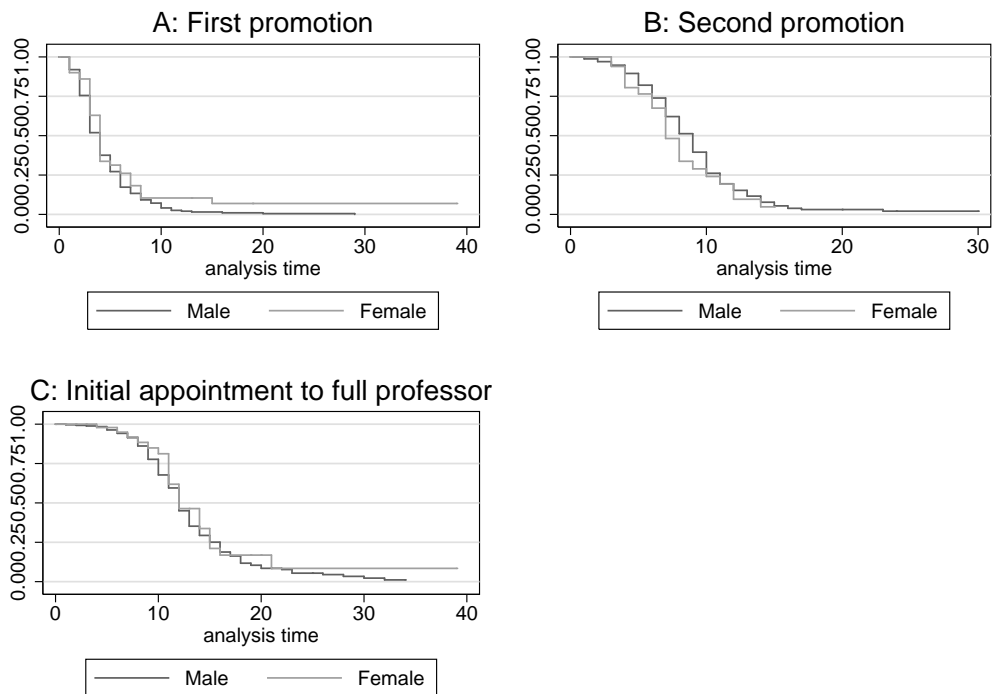 A: First promotion
0.00 0.25 0.50 0.75 1.00
0 10 20 30 40
analysis time
Male Female
B: Second promotion
0.00 0.25 0.50 0.75 1.00
0 10 20 30
analysis time
Male Female
C: Initial appointment to full professor
0.00 0.25 0.50 0.75 1.00
0 10 20 30 40
analysis time
Male Female